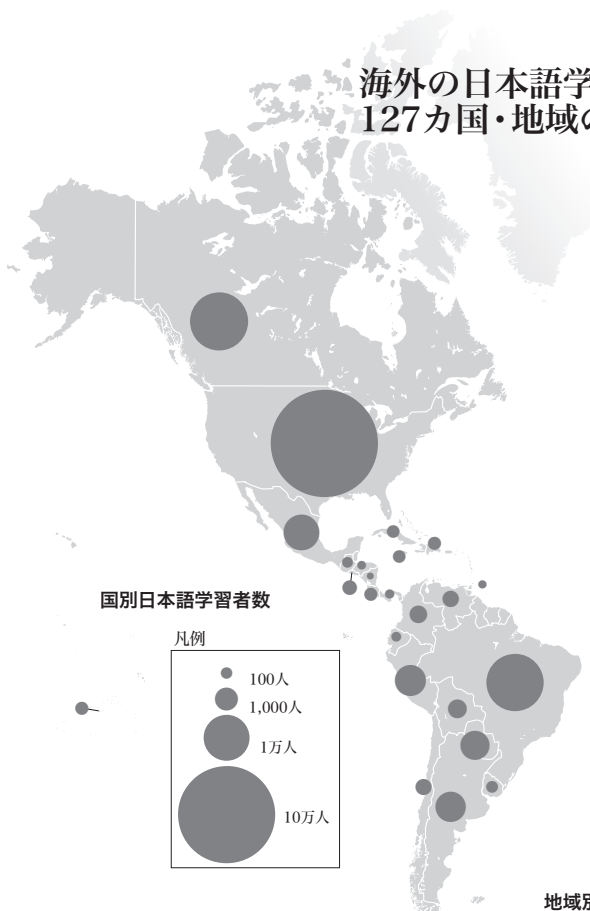 海外の日本語学
127カ国・地域の
国別日本語学習者数
凡例
100人
1,000人
1万人
10万人
地域別